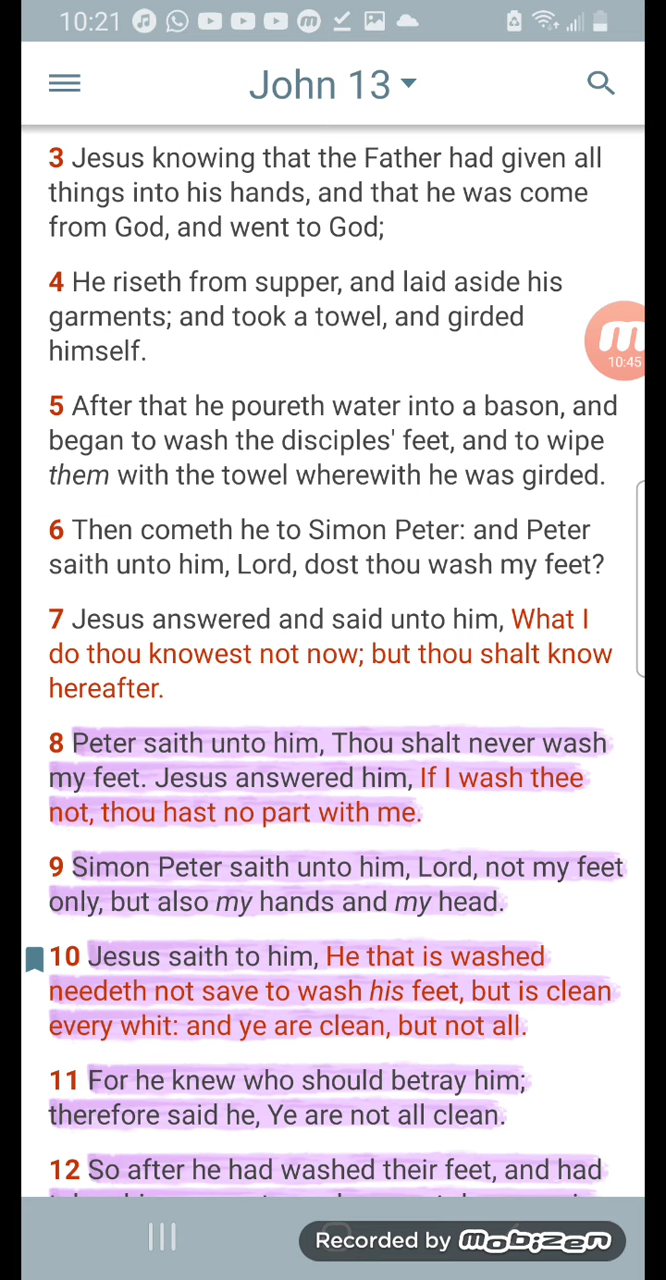 10:21
John 13
3 Jesus knowing that the Father had given all
things into his hands, and that he was come
from God, and went to God;
4 He riseth from supper, and laid aside his
garments; and took a towel, and girded
himself.
m
10:45
5 After that he poureth water into a bason, and
began to wash the disciples' feet, and to wipe
them with the towel wherewith he was girded.
6 Then cometh he to Simon Peter: and Peter
saith unto him, Lord, dost thou wash my feet?
7 Jesus answered and said unto him, What I
do thou knowest not now; but thou shalt know
hereafter.
8 Peter saith unto him, Thou shalt never wash
my feet. Jesus answered him, If I wash thee
not, thou hast no part with me.
9 Simon Peter saith unto him, Lord, not my feet
only, but also my hands and my head.
10 Jesus saith to him, He that is washed
needeth not save to wash his feet, but is clean
every whit: and ye are clean, but not all.
11 For he knew who should betray him;
therefore said he, Ye are not all clean.
12 So after he had washed their feet, and had
Recorded by mobizen